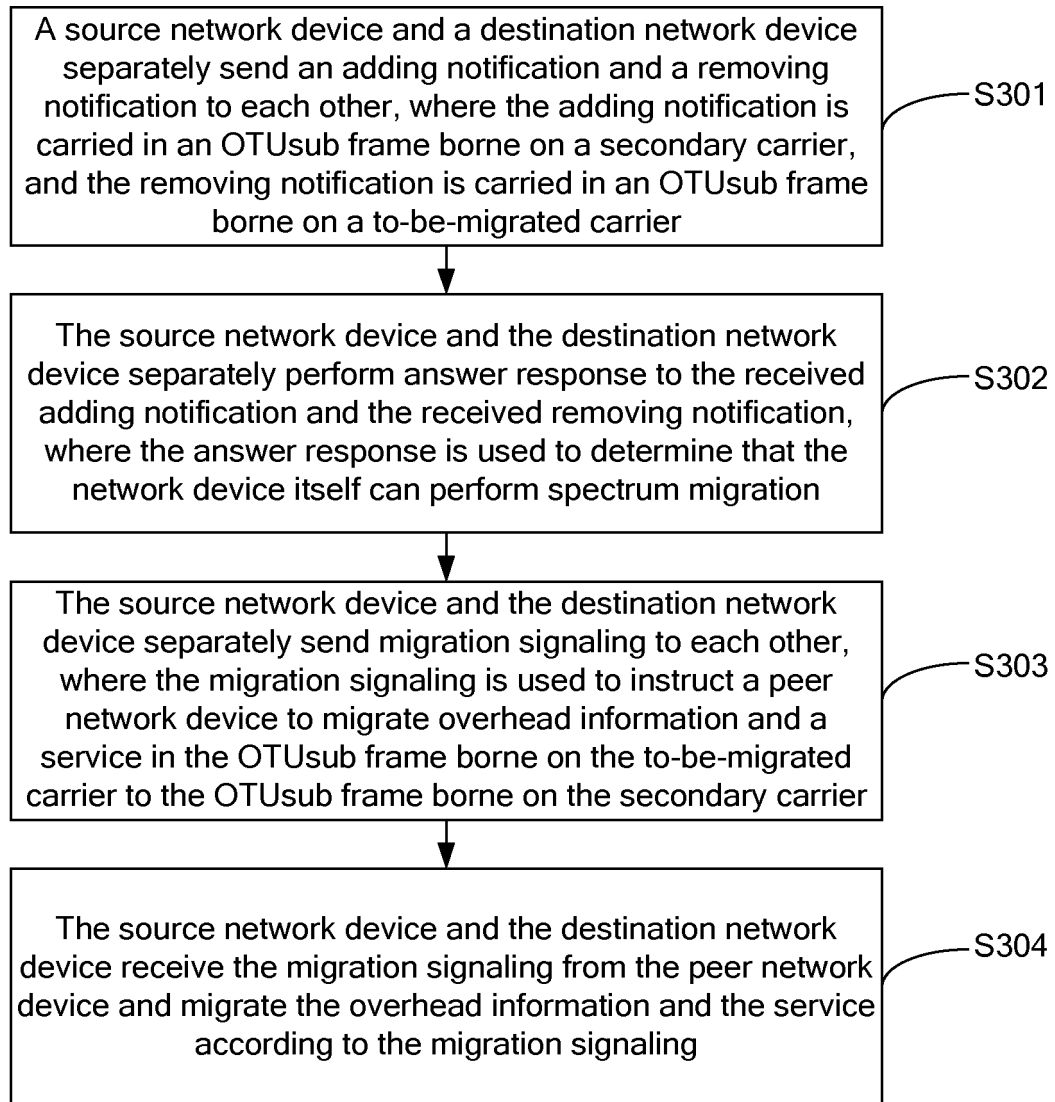 A source network device and a destination network device
separately send an adding notification and a removing
notification to each other, where the adding notification is
carried in an OTUsub frame borne on a secondary carrier,
and the removing notification is carried in an OTUsub frame
borne on a to-be-migrated carrier
S301
The source network device and the destination network
device separately perform answer response to the received
adding notification and the received removing notification,
where the answer response is used to determine that the
network device itself can perform spectrum migration
S302
The source network device and the destination network
device separately send migration signaling to each other,
where the migration signaling is used to instruct a peer
network device to migrate overhead information and a
service in the OTUsub frame borne on the to-be-migrated
carrier to the OTUsub frame borne on the secondary carrier
S303
The source network device and the destination network
device receive the migration signaling from the peer network
device and migrate the overhead information and the service
according to the migration signaling
S304